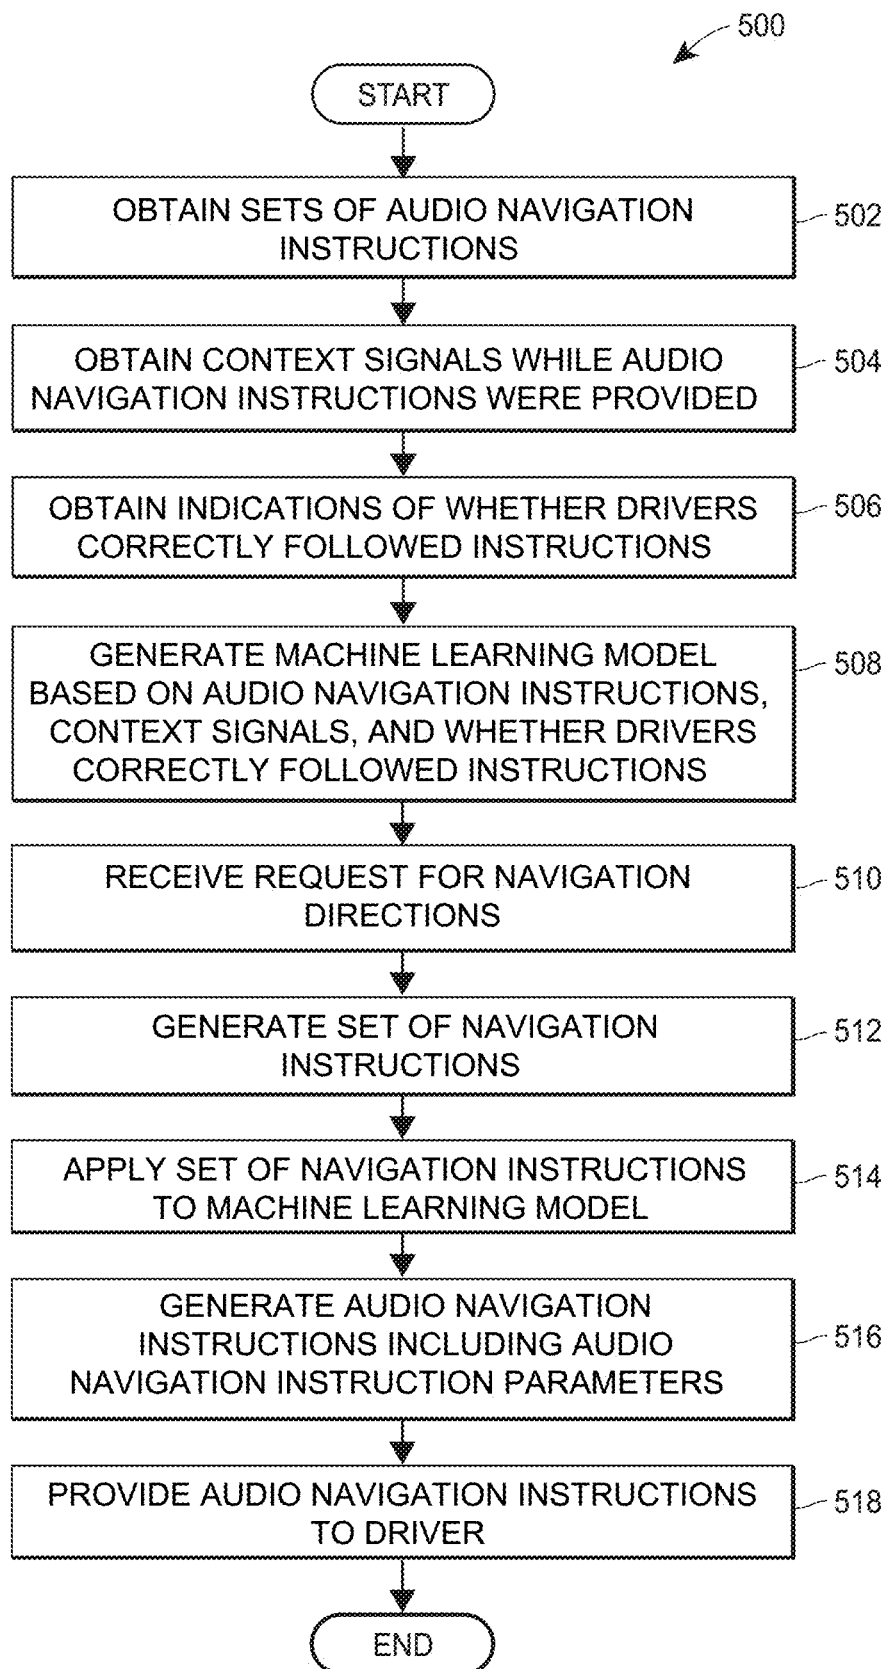 500
START
OBTAIN SETS OF AUDIO NAVIGATION
INSTRUCTIONS
502
OBTAIN CONTEXT SIGNALS WHILE AUDIO
NAVIGATION INSTRUCTIONS WERE PROVIDED
504
OBTAIN INDICATIONS OF WHETHER DRIVERS
CORRECTLY FOLLOWED INSTRUCTIONS
506
GENERATE MACHINE LEARNING MODEL
BASED ON AUDIO NAVIGATION INSTRUCTIONS,
CONTEXT SIGNALS, AND WHETHER DRIVERS
CORRECTLY FOLLOWED INSTRUCTIONS
508
RECEIVE REQUEST FOR NAVIGATION
DIRECTIONS
510
GENERATE SET OF NAVIGATION
INSTRUCTIONS
512
APPLY SET OF NAVIGATION INSTRUCTIONS
TO MACHINE LEARNING MODEL
514
GENERATE AUDIO NAVIGATION
INSTRUCTIONS INCLUDING AUDIO
NAVIGATION INSTRUCTION PARAMETERS
516
PROVIDE AUDIO NAVIGATION INSTRUCTIONS
TO DRIVER
518
END